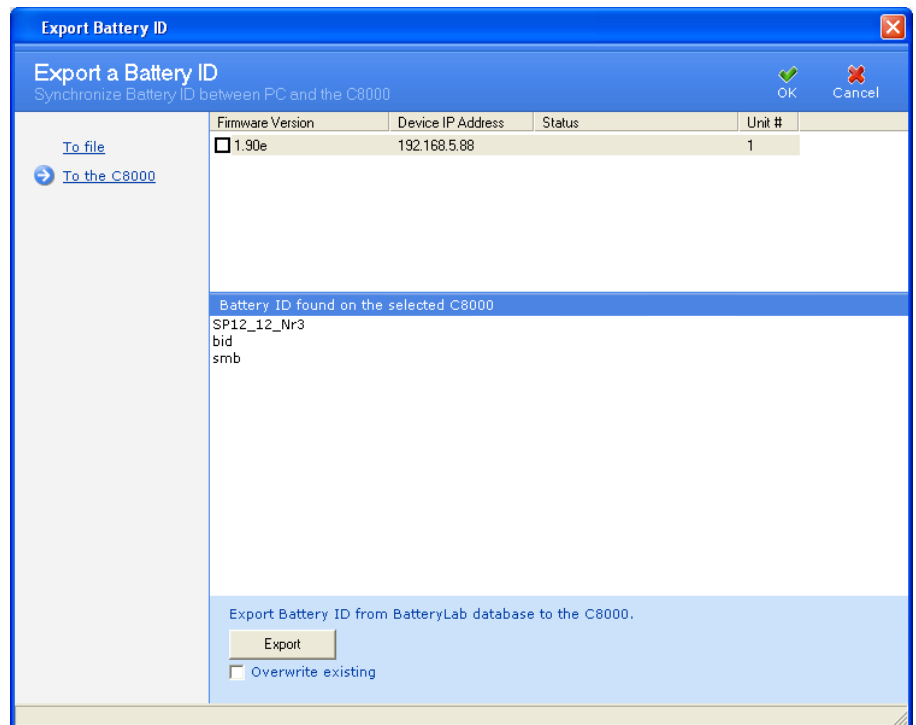 Export Battery ID
Export a Battery ID
Synchronize Battery ID between PC and the C8000
OK
Cancel
To file
To the C8000
Firmware Version Device IP Address Status Unit #
1.90e 192.168.5.88 1
Battery ID found on the selected C8000
SP12_12_Nr3
bid
smb
Export Battery ID from BatteryLab database to the C8000.
Export
Overwrite existing